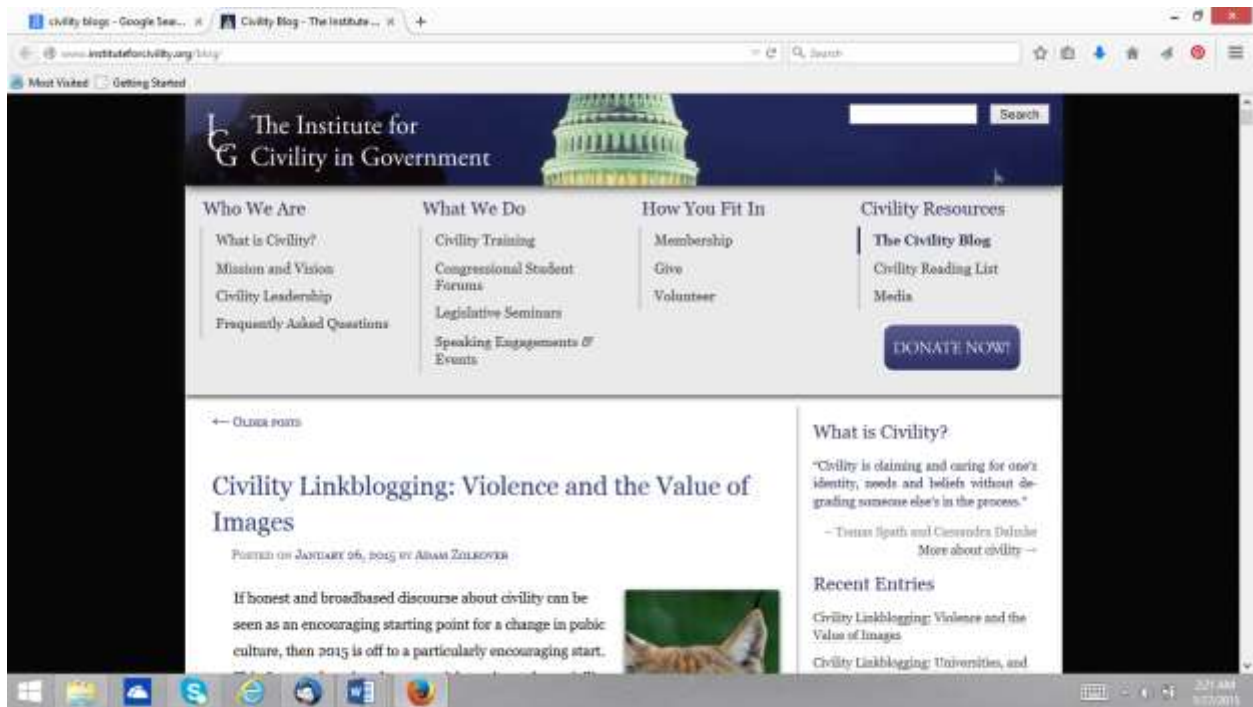 civility blogs - Google Sear...
Civility Blog - The Institute ...
www.instituteforcivility.org/blog/
Search
Most Visited
Getting Started
ICG
The Institute for
Civility in Government
Search
Who We Are
What We Do
How You Fit In
Civility Resources
What is Civility?
Civility Training
Membership
The Civility Blog
Mission and Vision
Congressional Student
Forums
Give
Civility Reading List
Civility Leadership
Legislative Seminars
Volunteer
Media
Frequently Asked Questions
Speaking Engagements &
Events
DONATE NOW!
← Older posts
Civility Linkblogging: Violence and the Value of
Images
Posted on January 26, 2015 by Adam Zolkover
If honest and broadbased discourse about civility can be
seen as an encouraging starting point for a change in pubic
culture, then 2015 is off to a particularly encouraging start.
What is Civility?
"Civility is claiming and caring for one's
identity, needs and beliefs without de-
grading someone else's in the process."
~ Tomas Spath and Cassandra Dahnke
More about civility →
Recent Entries
Civility Linkblogging: Violence and the
Value of Images
Civility Linkblogging: Universities, and
2:21 AM